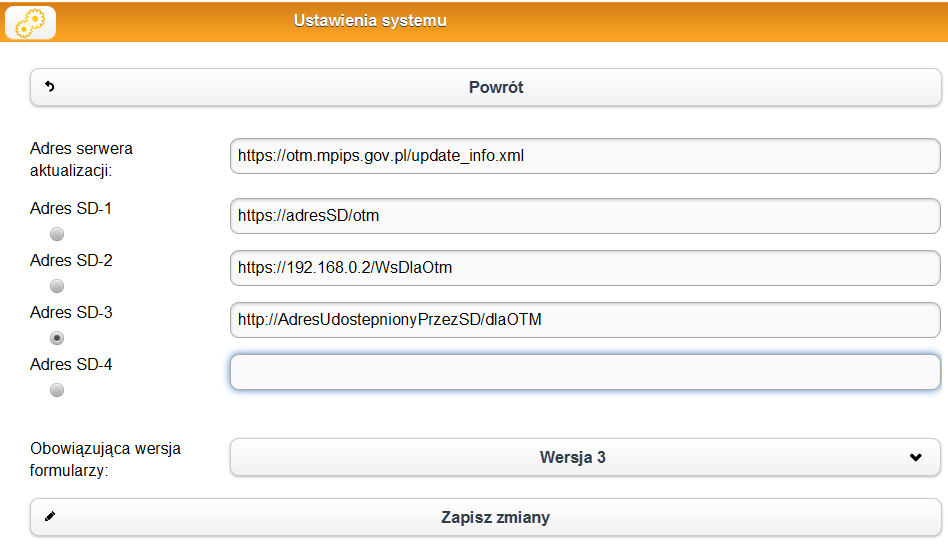 Ustawienia systemu
Powrót
Adres serwera
aktualizacji:
https://otm.mpips.gov.pl/update_info.xml
Adres SD-1
https://adresSD/otm
Adres SD-2
https://192.168.0.2/WsDlaOtm
Adres SD-3
http://AdresUdostepnionyPrzezSD/dlaOTM
Adres SD-4
Obowiązująca wersja
formularzy:
Wersja 3
Zapisz zmiany